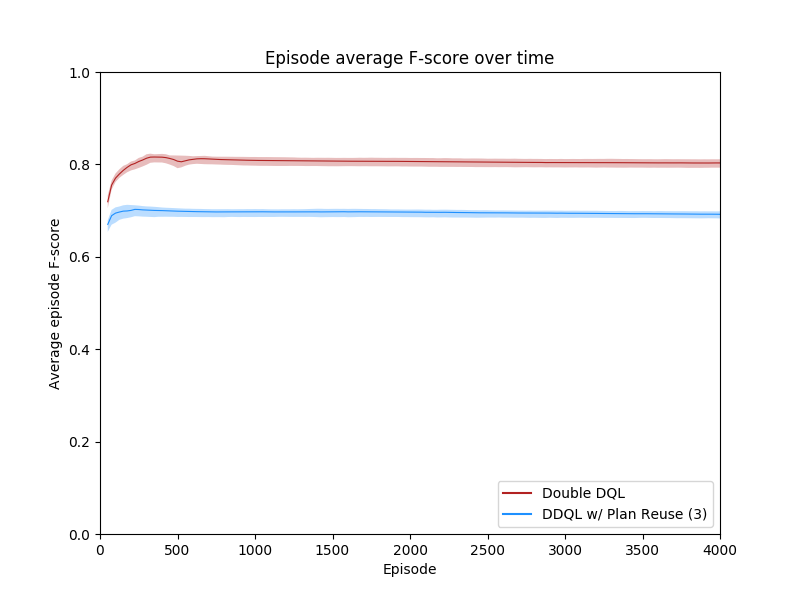 Episode average F-score over time
1.0
0.8
0.6
0.4
0.2
0.0
Average episode F-score
0 500 1000 1500 2000 2500 3000 3500 4000
Episode
Double DQL
DDQL w/ Plan Reuse (3)